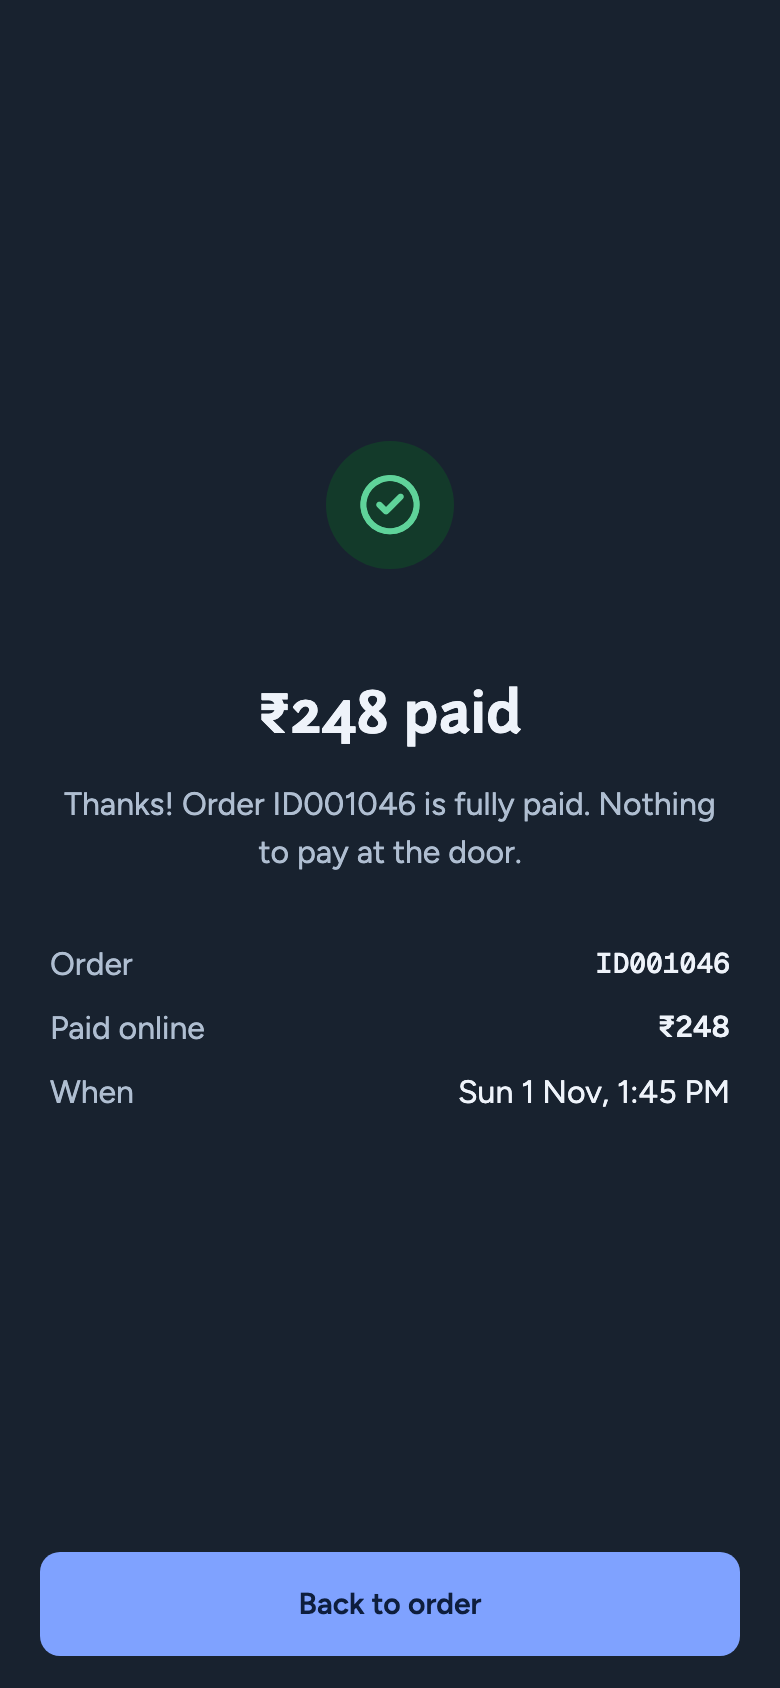 ₹248 paid
Thanks! Order ID001046 is fully paid. Nothing
to pay at the door.
Order ID001046
Paid online ₹248
When Sun 1 Nov, 1:45 PM
Back to order